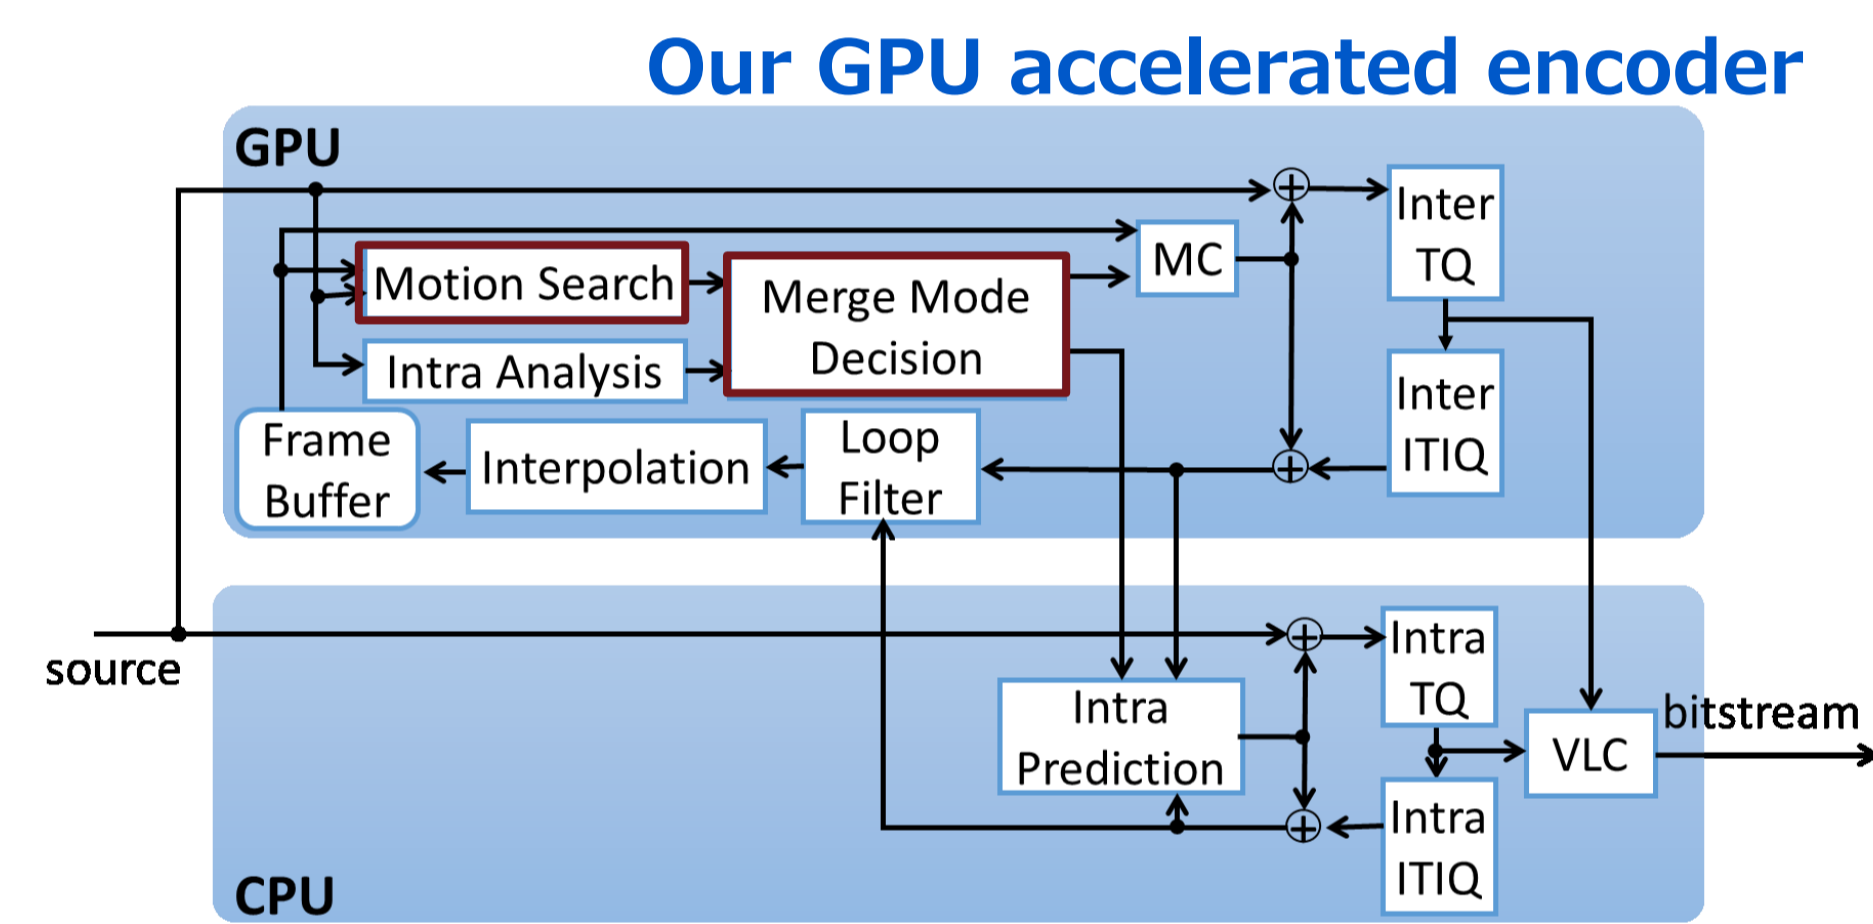 Our GPU accelerated encoder
GPU
Inter
TQ
MC
Motion Search
Merge Mode
Decision
Intra Analysis
Inter
ITIQ
Frame
Buffer
Interpolation
Loop
Filter
source
Intra
TQ
Intra
Prediction
VLC
bitstream
Intra
ITIQ
CPU